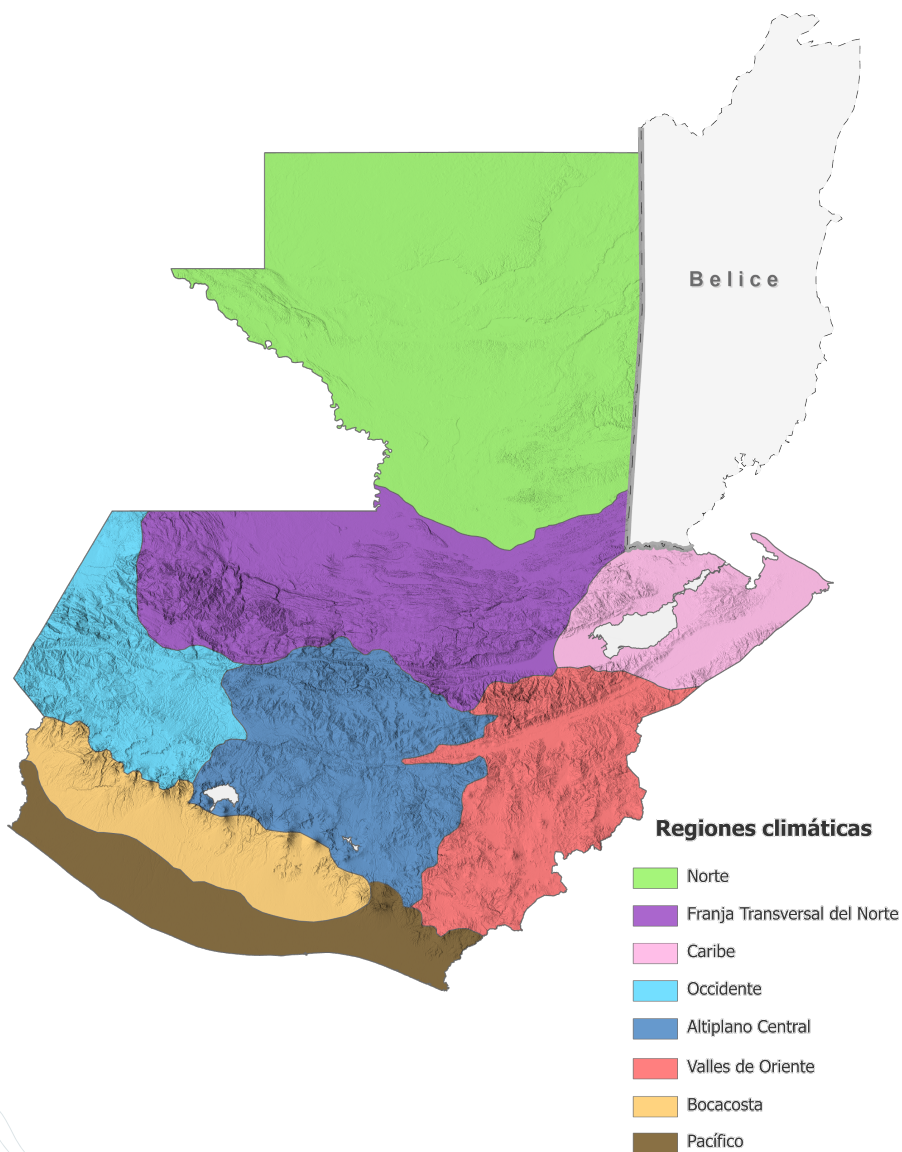 Belice
Regiones climáticas
Norte
Franja Transversal del Norte
Caribe
Occidente
Altiplano Central
Valles de Oriente
Bocacosta
Pacífico